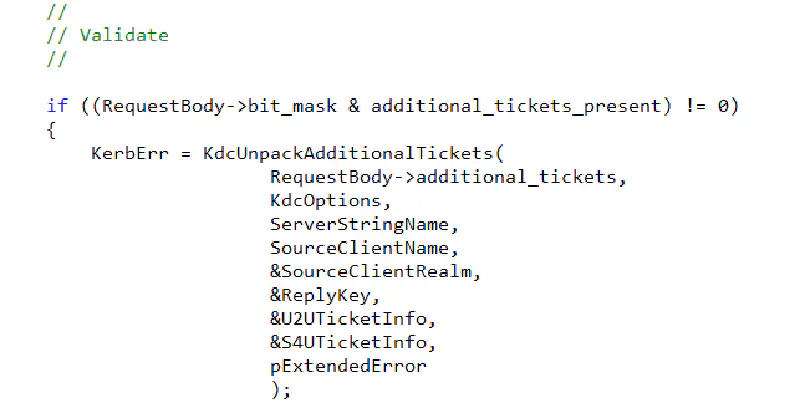 //
// Validate
//
if ((RequestBody->bit_mask & additional_tickets_present) != 0)
{
KerbErr = KdcUnpackAdditionalTickets(
RequestBody->additional_tickets,
KdcOptions,
ServerStringName,
SourceClientName,
&SourceClientRealm,
&ReplyKey,
&U2UTicketInfo,
&S4UTicketInfo,
pExtendedError
);